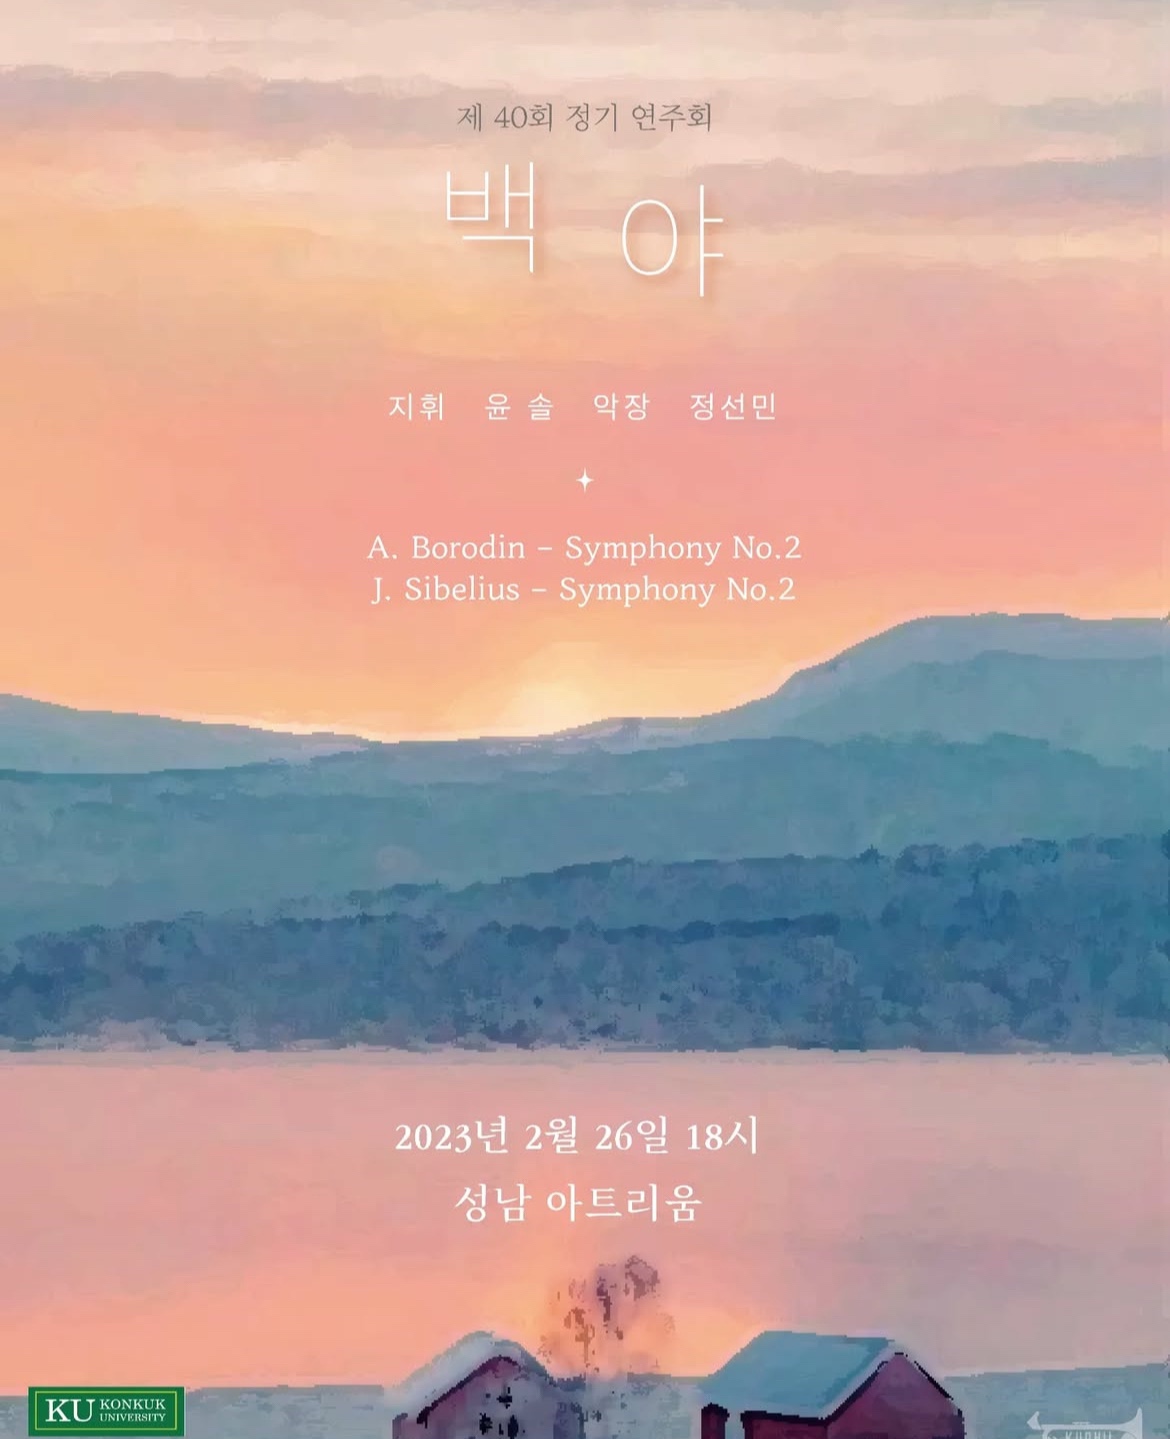 제 40회 정기 연주회
백 야
지휘 윤 솔 악장 정선민
A. Borodin – Symphony No.2
J. Sibelius – Symphony No.2
2023년 2월 26일 18시
성남 아트리움
KU KONKUK
UNIVERSITY